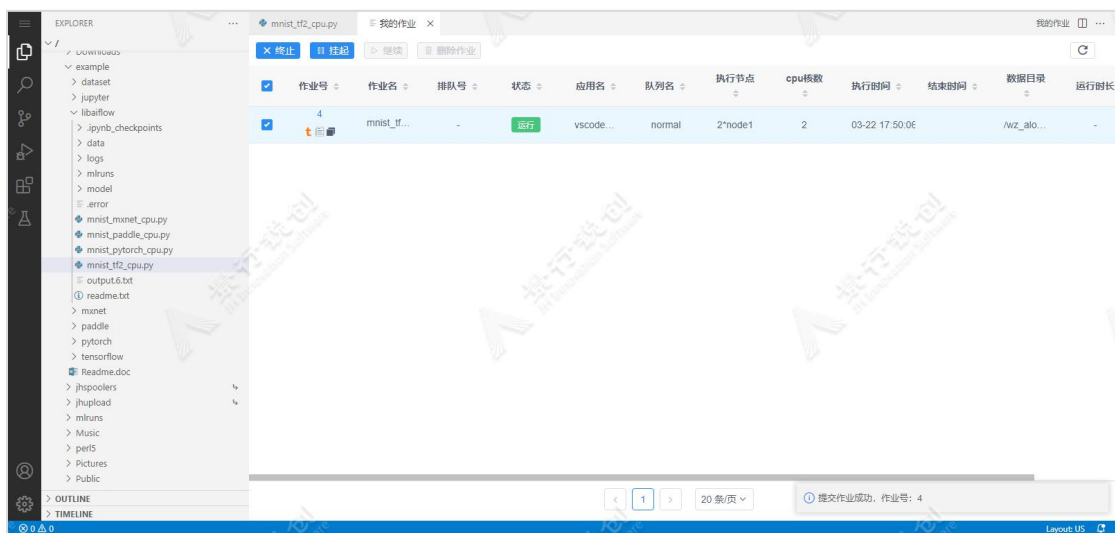 EXPLORER
mnist_tf2_cpu.py
我的作业
我的作业
/
Downloads
example
dataset
jupyter
libaiflow
.ipynb_checkpoints
data
logs
mlruns
model
.error
mnist_mxnet_cpu.py
mnist_paddle_cpu.py
mnist_pytorch_cpu.py
mnist_tf2_cpu.py
output.6.txt
readme.txt
mxnet
paddle
pytorch
tensorflow
Readme.doc
jhspoolers
jhupload
mlruns
Music
perl5
Pictures
Public
OUTLINE
TIMELINE
终止 挂起 继续 删除作业
作业号 作业名 排队号 状态 应用名 队列名 执行节点 cpu核数 执行时间 结束时间 数据目录 运行时长
4 mnist_tf... - 运行 vscode... normal 2*node1 2 03-22 17:50:06 /wz_alo... -
1 20 条/页
提交作业成功，作业号：4
0 0
Layout: US